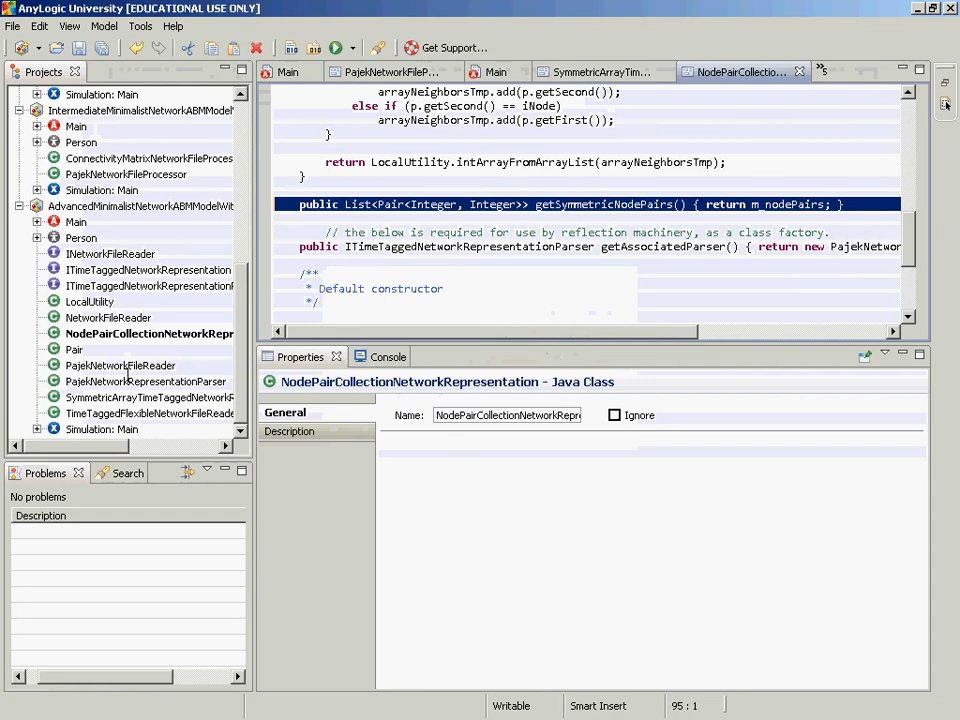 AnyLogic University [EDUCATIONAL USE ONLY]
File Edit View Model Tools Help
Get Support...
Projects
Main
PajekNetworkFileP...
Main
SymmetricArrayTim...
NodePairCollectio...
»5
Simulation: Main
IntermediateMinimalistNetworkABMModel
Main
Person
ConnectivityMatrixNetworkFileProces
PajekNetworkFileProcessor
Simulation: Main
AdvancedMinimalistNetworkABMModelWit
Main
Person
INetworkFileReader
ITimeTaggedNetworkRepresentation
ITimeTaggedNetworkRepresentationF
LocalUtility
NetworkFileReader
NodePairCollectionNetworkRepr
Pair
PajekNetworkFileReader
PajekNetworkRepresentationParser
SymmetricArrayTimeTaggedNetworkR
TimeTaggedFlexibleNetworkFileReade
Simulation: Main
arrayNeighborsTmp.add(p.getSecond());
else if (p.getSecond() == iNode)
arrayNeighborsTmp.add(p.getFirst());
}
return LocalUtility.intArrayFromArrayList(arrayNeighborsTmp);
}
public List<Pair<Integer, Integer>> getSymmetricNodePairs() { return m_nodePairs; }
// the below is required for use by reflection machinery, as a class factory.
public ITimeTaggedNetworkRepresentationParser getAssociatedParser() { return new PajekNetwor
/**
* Default constructor
*/
Properties
Console
NodePairCollectionNetworkRepresentation - Java Class
General
Description
Name: NodePairCollectionNetworkRepr
Ignore
Problems
Search
No problems
Description
Writable
Smart Insert
95 : 1